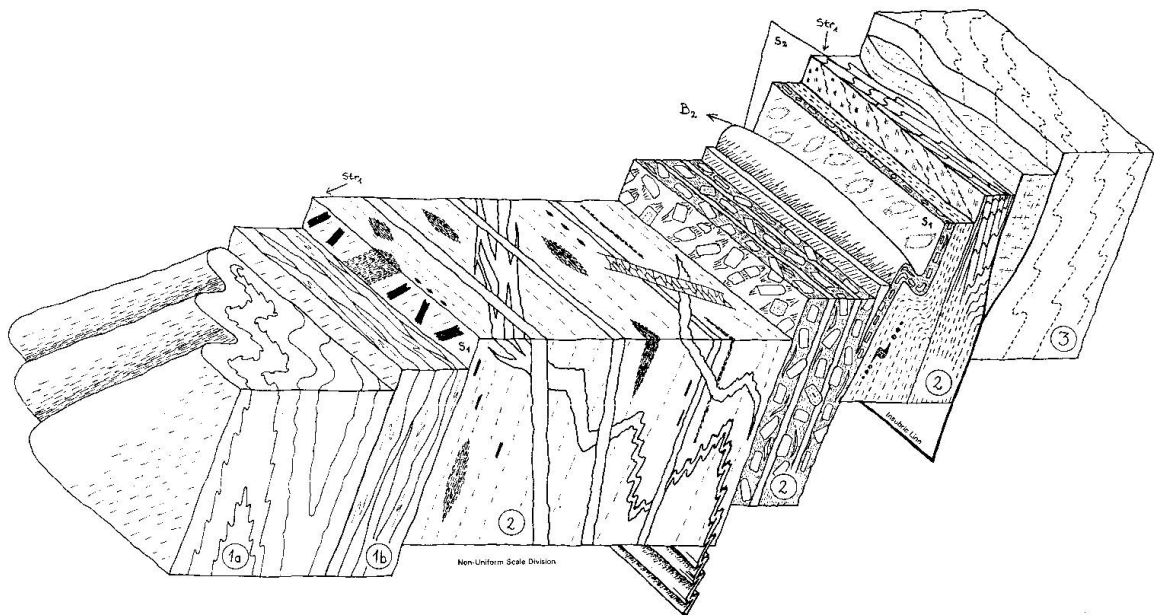 S₂
Str₁
B₂
Str₁
S₁
S₁
3
2
Insubric Line
2
2
1a
1b
Non-Uniform Scale Division